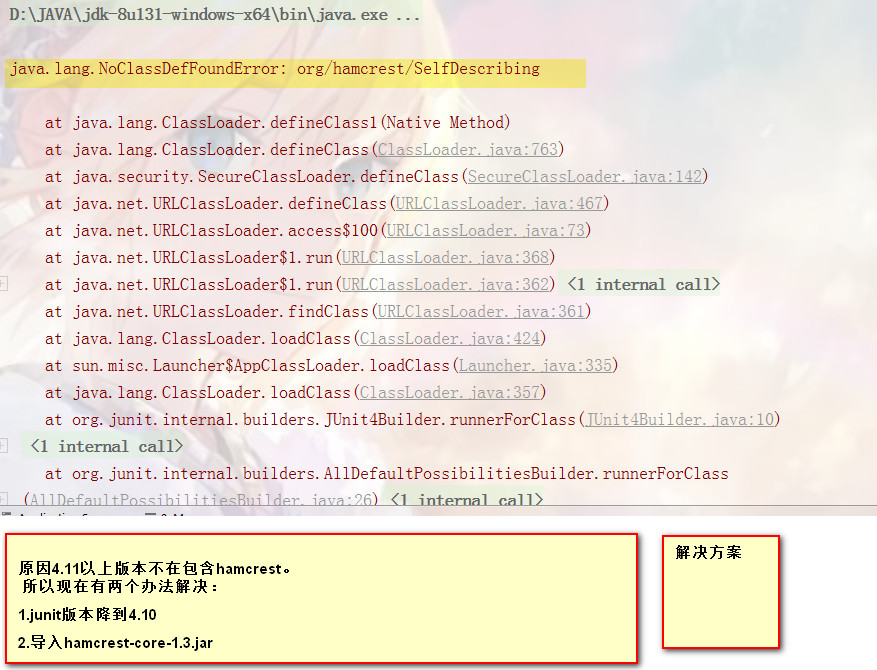 D:\JAVA\jdk-8u131-windows-x64\bin\java.exe ...
java.lang.NoClassDefFoundError: org/hamcrest/SelfDescribing
at java.lang.ClassLoader.defineClass1(Native Method)
at java.lang.ClassLoader.defineClass(ClassLoader.java:763)
at java.security.SecureClassLoader.defineClass(SecureClassLoader.java:142)
at java.net.URLClassLoader.defineClass(URLClassLoader.java:467)
at java.net.URLClassLoader.access$100(URLClassLoader.java:73)
at java.net.URLClassLoader$1.run(URLClassLoader.java:368)
at java.net.URLClassLoader$1.run(URLClassLoader.java:362) <1 internal call>
at java.net.URLClassLoader.findClass(URLClassLoader.java:361)
at java.lang.ClassLoader.loadClass(ClassLoader.java:424)
at sun.misc.Launcher$AppClassLoader.loadClass(Launcher.java:335)
at java.lang.ClassLoader.loadClass(ClassLoader.java:357)
at org.junit.internal.builders.JUnit4Builder.runnerForClass(JUnit4Builder.java:10)
<1 internal call>
at org.junit.internal.builders.AllDefaultPossibilitiesBuilder.runnerForClass
(AllDefaultPossibilitiesBuilder.java:26) <1 internal call>
原因4.11以上版本不在包含hamcrest。
所以现在有两个办法解决：
1.junit版本降到4.10
2.导入hamcrest-core-1.3.jar
解决方案